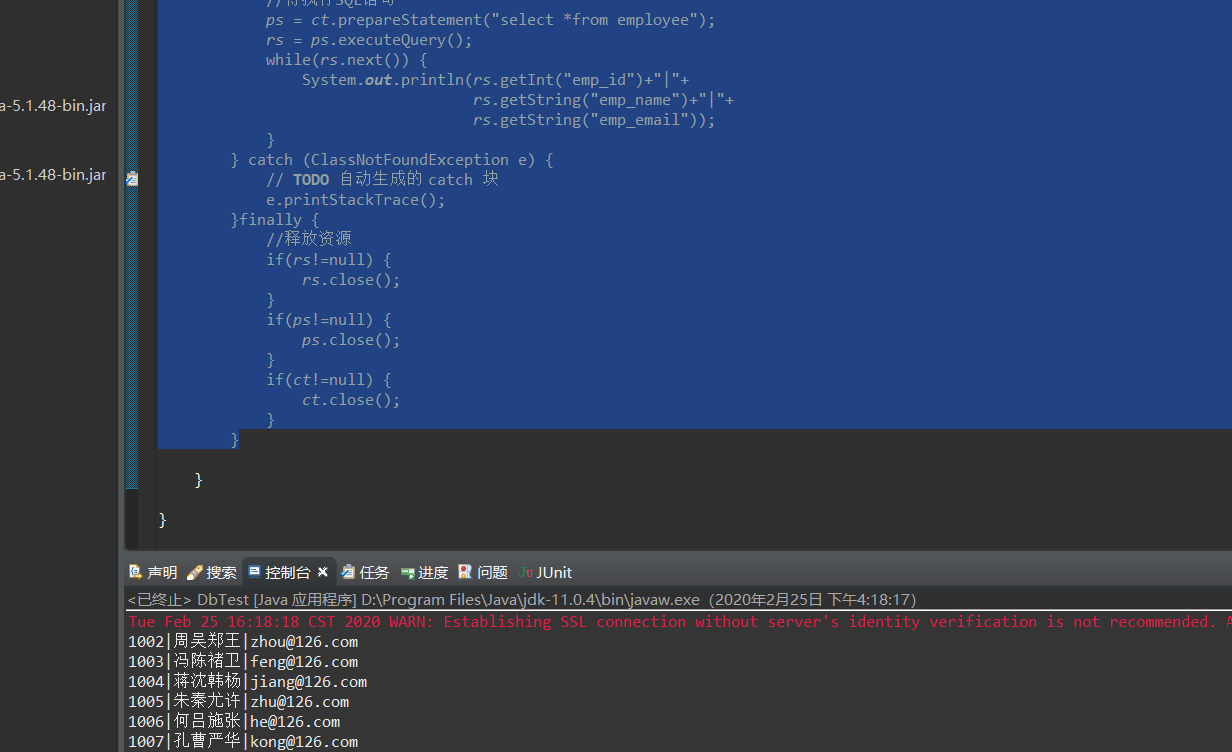 //待执行SQL语句
ps = ct.prepareStatement("select *from employee");
rs = ps.executeQuery();
while(rs.next()) {
System.out.println(rs.getInt("emp_id")+"|"+
a-5.1.48-bin.jar
rs.getString("emp_name")+"|"+
rs.getString("emp_email"));
}
} catch (ClassNotFoundException e) {
a-5.1.48-bin.jar
// TODO 自动生成的 catch 块
e.printStackTrace();
}finally {
//释放资源
if(rs!=null) {
rs.close();
}
if(ps!=null) {
ps.close();
}
if(ct!=null) {
ct.close();
}
}
}
}
声明 搜索 控制台 任务 进度 问题 JUnit
<已终止> DbTest [Java 应用程序] D:\Program Files\Java\jdk-11.0.4\bin\javaw.exe（2020年2月25日 下午4:18:17）
Tue Feb 25 16:18:18 CST 2020 WARN: Establishing SSL connection without server's identity verification is not recommended.
1002|周吴郑王|zhou@126.com
1003|冯陈褚卫|feng@126.com
1004|蒋沈韩杨|jiang@126.com
1005|朱秦尤许|zhu@126.com
1006|何吕施张|he@126.com
1007|孔曹严华|kong@126.com